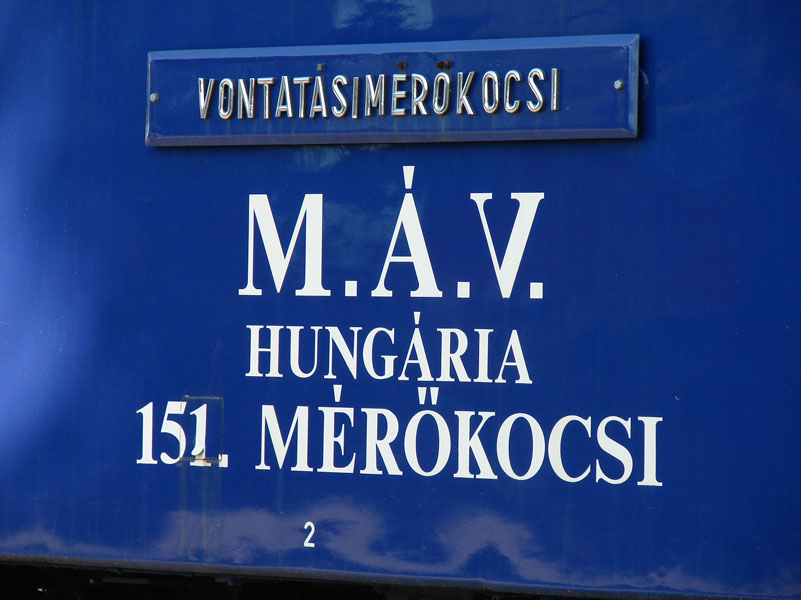 VONTATÁSIMÉRŐKOCSI
M.Á.V.
HUNGÁRIA
151. MÉRŐKOCSI
2